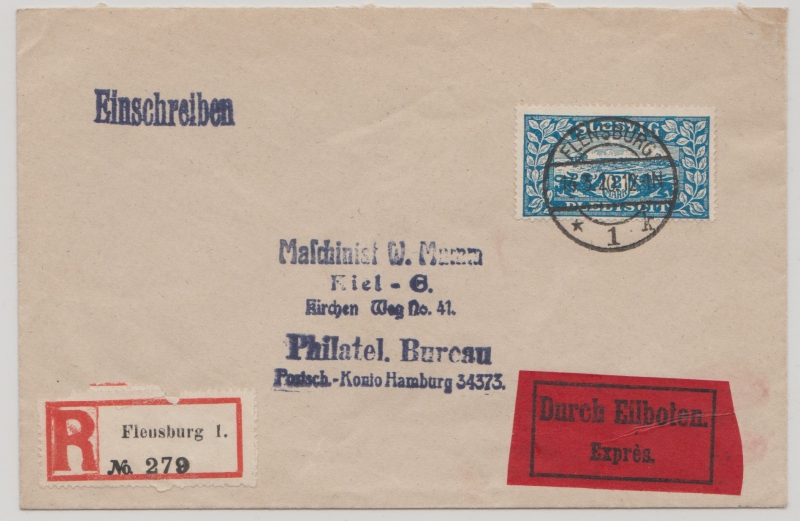 Einschreiben
FLENSBURG
* 1 k
Maschinist W. Mumm
Kiel - G.
Kirchen Weg No. 41.
Philatel. Bureau
Postsch.-Konto Hamburg 34373.
R
Flensburg 1.
No. 279
Durch Eilboten.
Exprès.